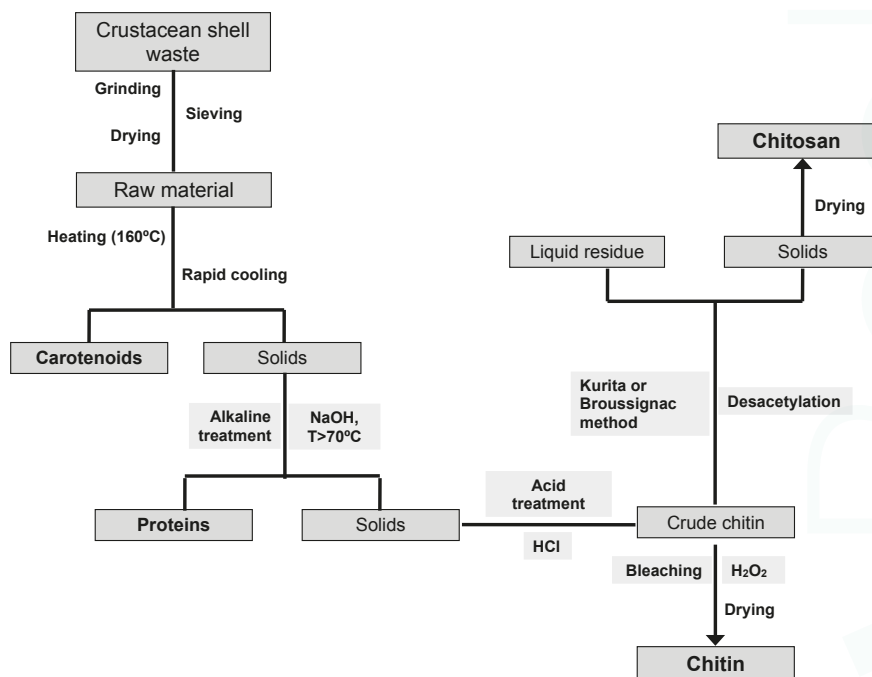 Crustacean shell
waste
Grinding
Sieving
Drying
Raw material
Heating (160ºC)
Rapid cooling
Carotenoids
Solids
Alkaline
treatment
NaOH,
T>70ºC
Proteins
Solids
Acid
treatment
HCl
Crude chitin
Kurita or
Broussignac
method
Desacetylation
Liquid residue
Solids
Drying
Chitosan
Bleaching
H₂O₂
Drying
Chitin